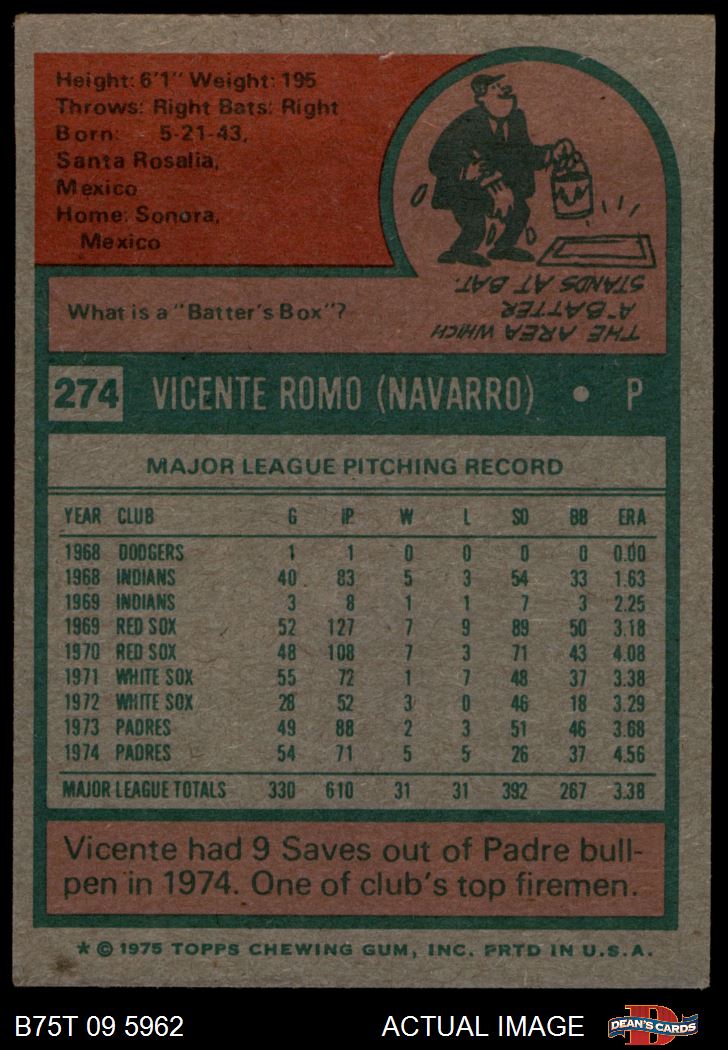 Height: 6'1" Weight: 195
Throws: Right Bats: Right
Born: 5-21-43,
Santa Rosalia,
Mexico
Home: Sonora,
Mexico
What is a "Batter's Box"?
THE AREA WHICH
A BATTER
STANDS AT BAT.
274 VICENTE ROMO (NAVARRO) • P
MAJOR LEAGUE PITCHING RECORD
YEAR CLUB G IP W L SO BB ERA
1968 DODGERS 1 1 0 0 0 0 0.00
1968 INDIANS 40 83 5 3 54 33 1.63
1969 INDIANS 3 8 1 1 7 3 2.25
1969 RED SOX 52 127 7 9 89 50 3.18
1970 RED SOX 48 108 7 3 71 43 4.08
1971 WHITE SOX 55 72 1 7 48 37 3.38
1972 WHITE SOX 28 52 3 0 46 18 3.29
1973 PADRES 49 88 2 3 51 46 3.68
1974 PADRES 54 71 5 5 26 37 4.56
MAJOR LEAGUE TOTALS 330 610 31 31 392 267 3.38
Vicente had 9 Saves out of Padre bull-
pen in 1974. One of club's top firemen.
* © 1975 TOPPS CHEWING GUM, INC. PRTD IN U.S.A.
B75T 09 5962 ACTUAL IMAGE DEAN'S CARDS